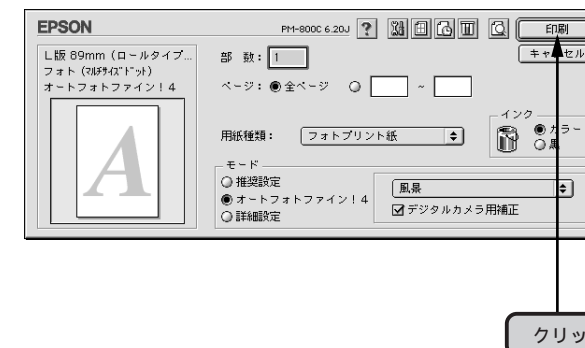 EPSON
PM-800C 6.20J
?
印刷
キャンセル
L版 89mm (ロールタイプ...
フォト (マルチサイズドット)
オートフォトファイン!4
A
部 数: 1
ページ: 全ページ ~
用紙種類: フォトプリント紙
インク
カラー
黒
モード
推奨設定
オートフォトファイン!4
詳細設定
風景
デジタルカメラ用補正
クリッ